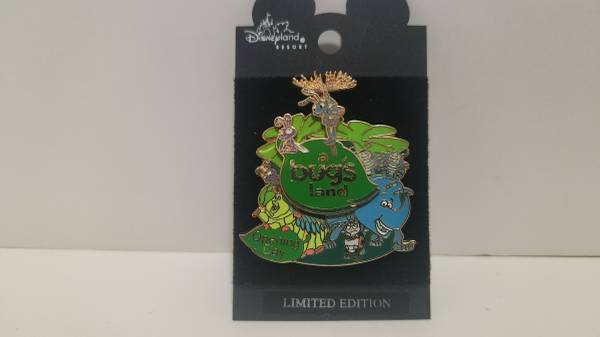 Disneyland
RESORT
a
bug's
land
Opening
Day
LIMITED EDITION